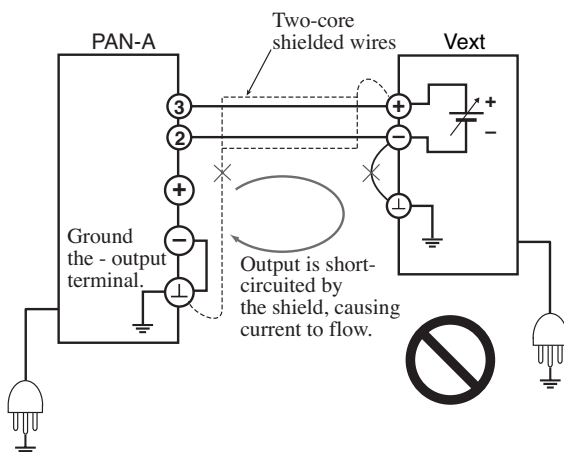 Two-core
shielded wires
PAN-A
Vext
3
+
+
2
−
−
+
−
⊥
Ground
the - output
terminal.
⊥
Output is short-
circuited by
the shield, causing
current to flow.